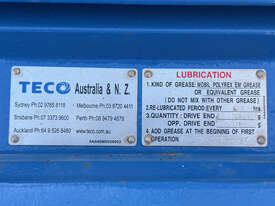 TECO Australia & N. Z.
Sydney Ph:02 9765 8118 Melbourne Ph:03 9720 4411
Brisbane Ph:07 3373 9600 Perth Ph:08 9479 4879
Auckland Ph:64 9 526 8480 www.teco.com.au
LUBRICATION
1.KIND OF GREASE: MOBIL POLYREX EM GREASE
OR EQUIVALENT GREASE
(DO NOT MIX WITH OTHER GREASE)
2.RE-LUBRICATED PERIOD EVERY hrs
3.QUANTITY: DRIVE END
OPP. DRIVE END
4. ADD GREASE AT THE BEGINING OF FIRST
OPERATION